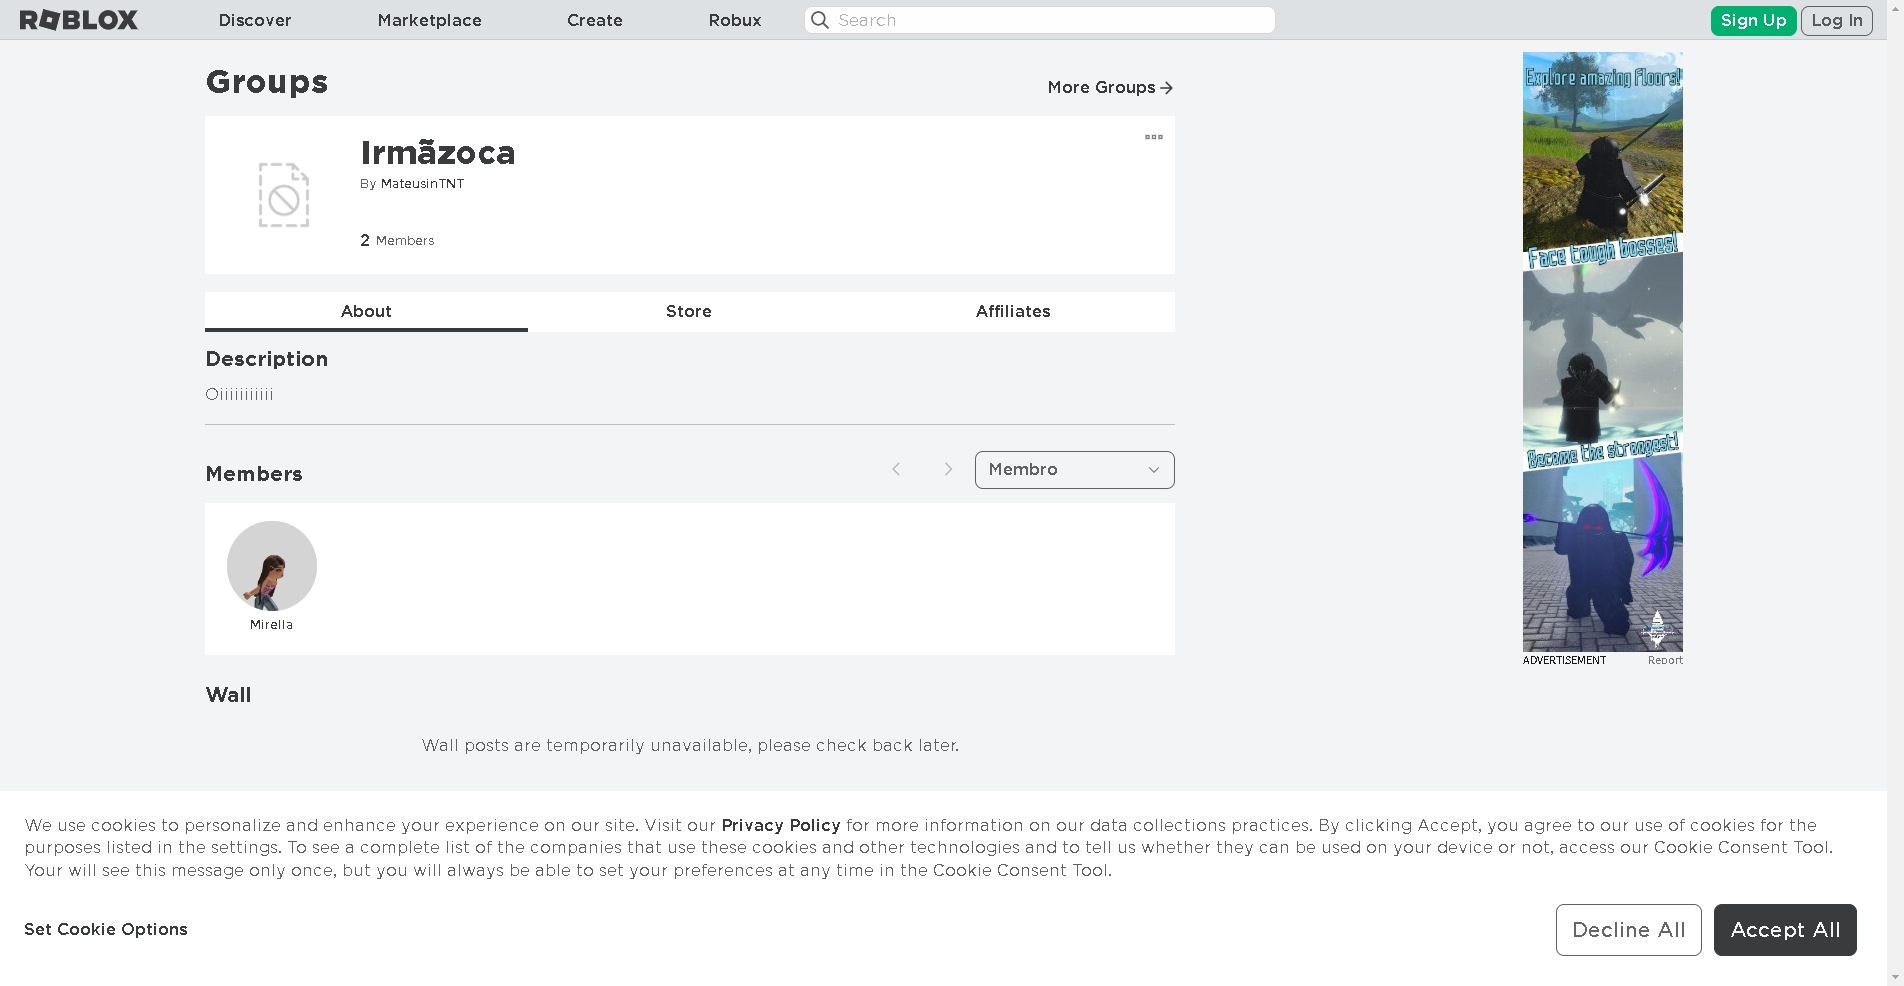 ROBLOX
Discover
Marketplace
Create
Robux
Search
Sign Up
Log In
Groups
More Groups
Irmãzoca
By MateusinTNT
2 Members
About
Store
Affiliates
Description
Oiiiiiiiiiii
Members
Membro
Mirella
Wall
Wall posts are temporarily unavailable, please check back later.
Explore amazing Floors!
Face tough bosses!
Become the strongest!
ADVERTISEMENT
Report
We use cookies to personalize and enhance your experience on our site. Visit our Privacy Policy for more information on our data collections practices. By clicking Accept, you agree to our use of cookies for the
purposes listed in the settings. To see a complete list of the companies that use these cookies and other technologies and to tell us whether they can be used on your device or not, access our Cookie Consent Tool.
Your will see this message only once, but you will always be able to set your preferences at any time in the Cookie Consent Tool.
Set Cookie Options
Decline All
Accept All